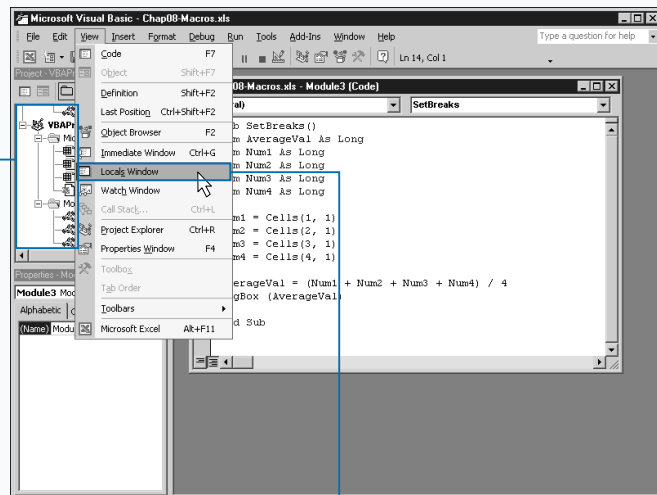 Microsoft Visual Basic - Chap08-Macros.xls
File Edit View Insert Format Debug Run Tools Add-Ins Window Help
Type a question for help
Ln 14, Col 1
Project - VBAPr
VBAPr
Mic
Mo
Code F7
Object Shift+F7
Definition Shift+F2
Last Position Ctrl+Shift+F2
Object Browser F2
Immediate Window Ctrl+G
Locals Window
Watch Window
Call Stack... Ctrl+L
Project Explorer Ctrl+R
Properties Window F4
Toolbox
Tab Order
Toolbars
Microsoft Excel Alt+F11
Properties - Mo
Module3 Mod
Alphabetic C
(Name) Modu
08-Macros.xls - Module3 (Code)
ral)
SetBreaks
b SetBreaks()
m AverageVal As Long
m Num1 As Long
m Num2 As Long
m Num3 As Long
m Num4 As Long
m1 = Cells(1, 1)
m2 = Cells(2, 1)
m3 = Cells(3, 1)
m4 = Cells(4, 1)
erageVal = (Num1 + Num2 + Num3 + Num4) / 4
gBox (AverageVal)
d Sub